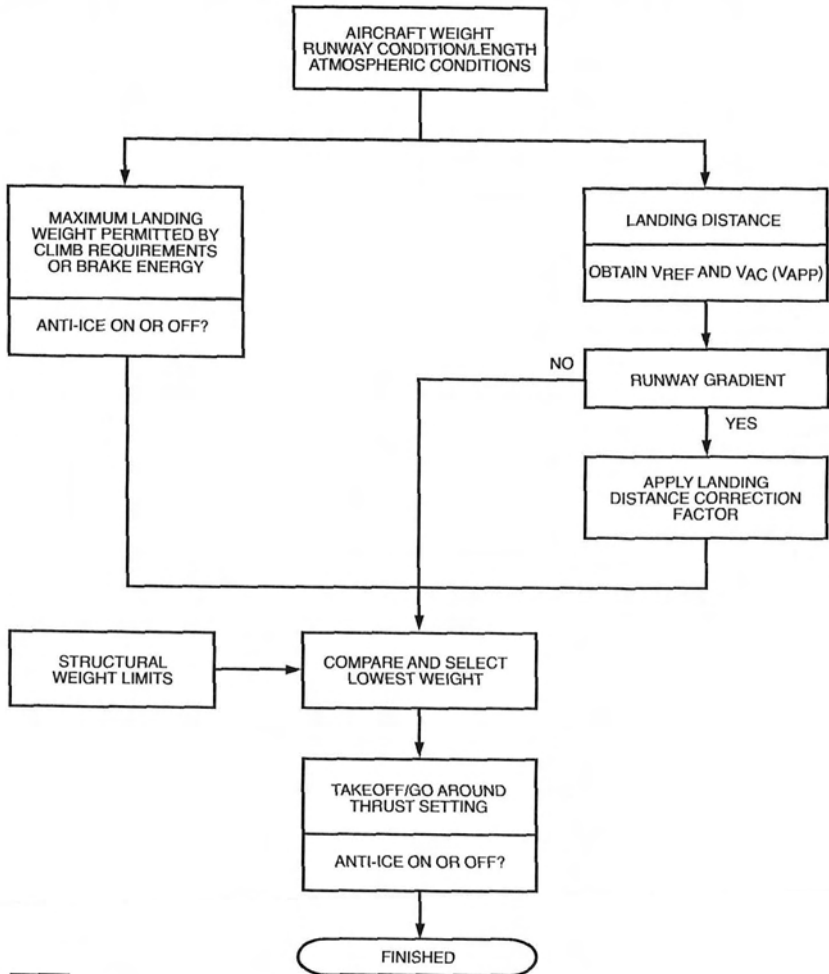 AIRCRAFT WEIGHT
RUNWAY CONDITION/LENGTH
ATMOSPHERIC CONDITIONS
MAXIMUM LANDING
WEIGHT PERMITTED BY
CLIMB REQUIREMENTS
OR BRAKE ENERGY
ANTI-ICE ON OR OFF?
LANDING DISTANCE
OBTAIN VREF AND VAC (VAPP)
NO
RUNWAY GRADIENT
YES
APPLY LANDING
DISTANCE CORRECTION
FACTOR
STRUCTURAL
WEIGHT LIMITS
COMPARE AND SELECT
LOWEST WEIGHT
TAKEOFF/GO AROUND
THRUST SETTING
ANTI-ICE ON OR OFF?
FINISHED